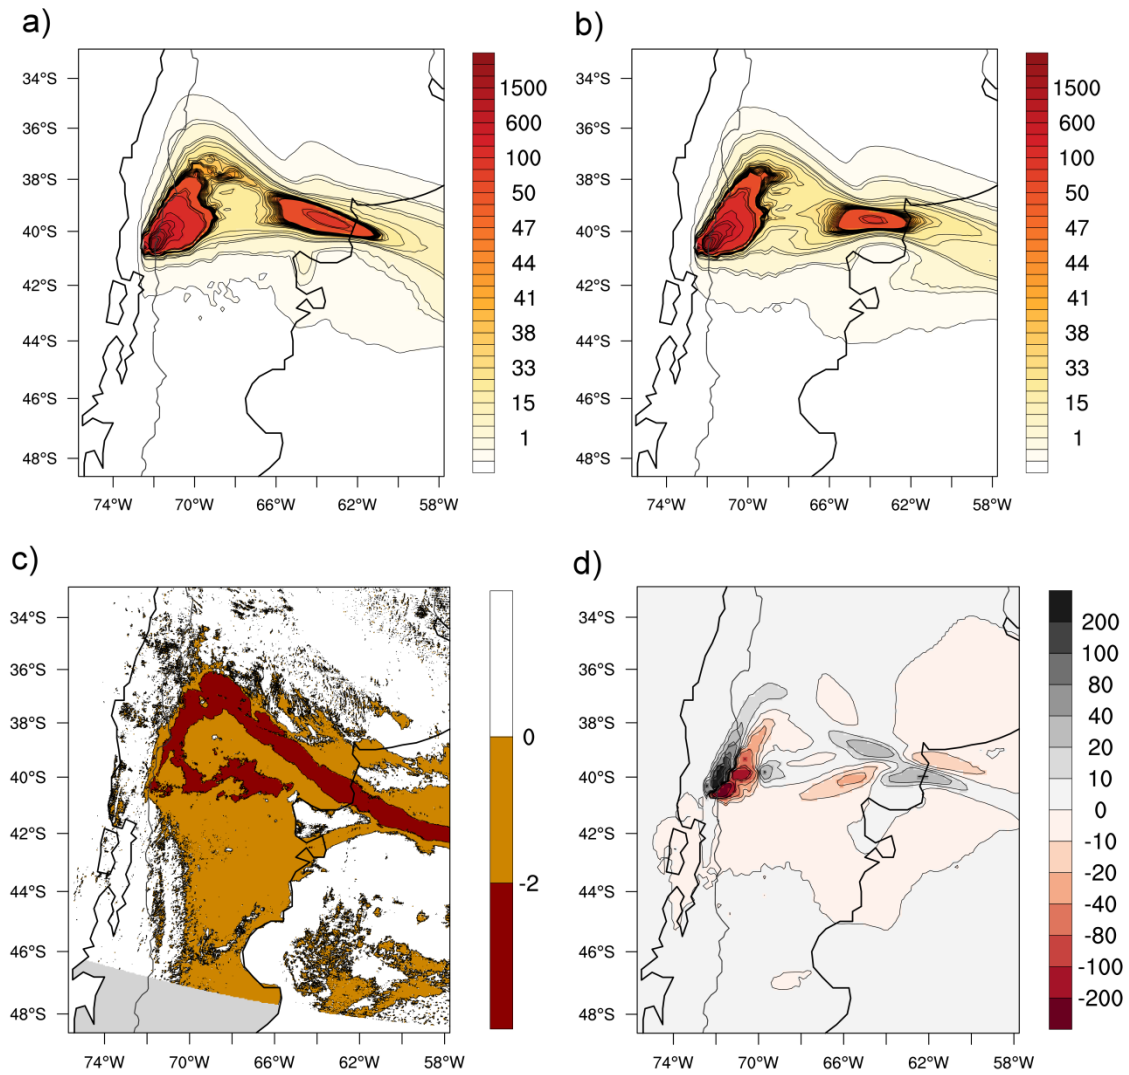 a)
34°S
36°S
38°S
40°S
42°S
44°S
46°S
48°S
74°W
70°W
66°W
62°W
58°W
1500
600
100
50
47
44
41
38
33
15
1
b)
34°S
36°S
38°S
40°S
42°S
44°S
46°S
48°S
74°W
70°W
66°W
62°W
58°W
1500
600
100
50
47
44
41
38
33
15
1
c)
34°S
36°S
38°S
40°S
42°S
44°S
46°S
48°S
74°W
70°W
66°W
62°W
58°W
0
-2
d)
34°S
36°S
38°S
40°S
42°S
44°S
46°S
48°S
74°W
70°W
66°W
62°W
58°W
200
100
80
40
20
10
0
-10
-20
-40
-80
-100
-200